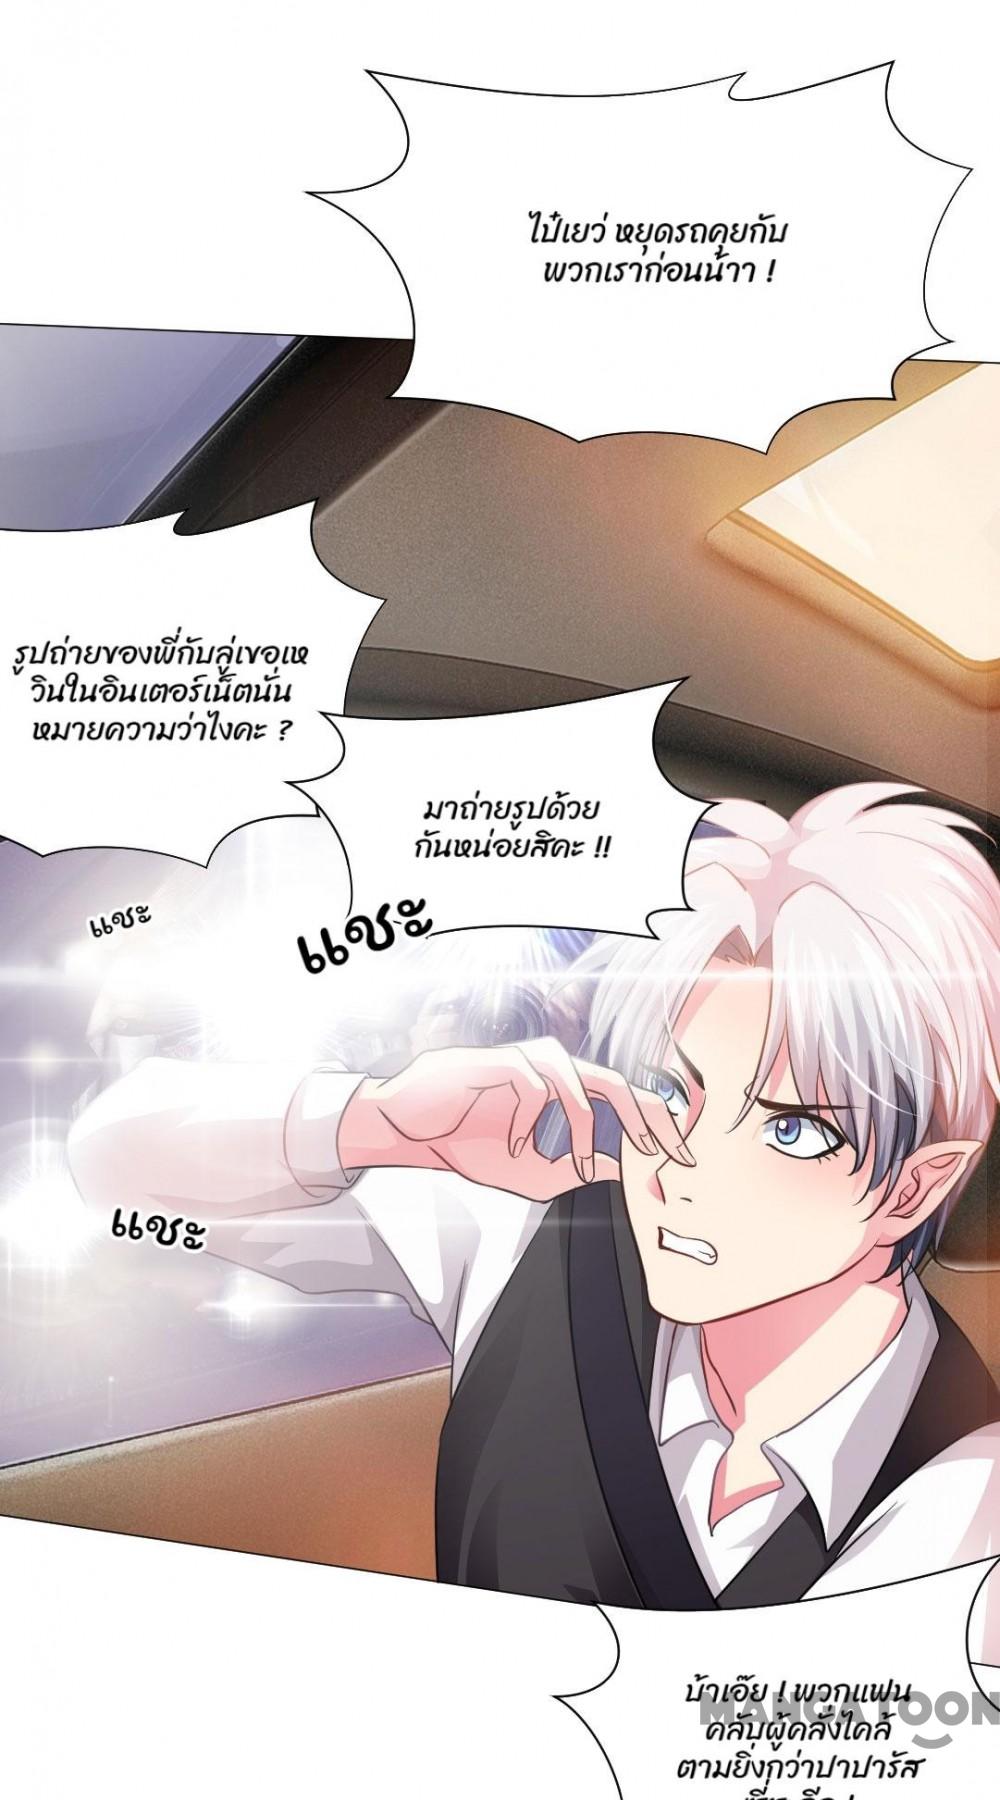 ไป๋เยว่ หยุดรถคุยกับ
พวกเราก่อนน้าา !
รูปถ่ายของพี่กับลู่เขอเห
วินในอินเตอร์เน็ตนั่น
หมายความว่าไงคะ ?
มาถ่ายรูปด้วย
กันหน่อยสิคะ !!
แชะ
แชะ
แชะ
บ้าเอ๊ย ! พวกแฟน
คลับผู้คลั่งไคล้
ตามยิ่งกว่าปาปารัส
MANGATOON